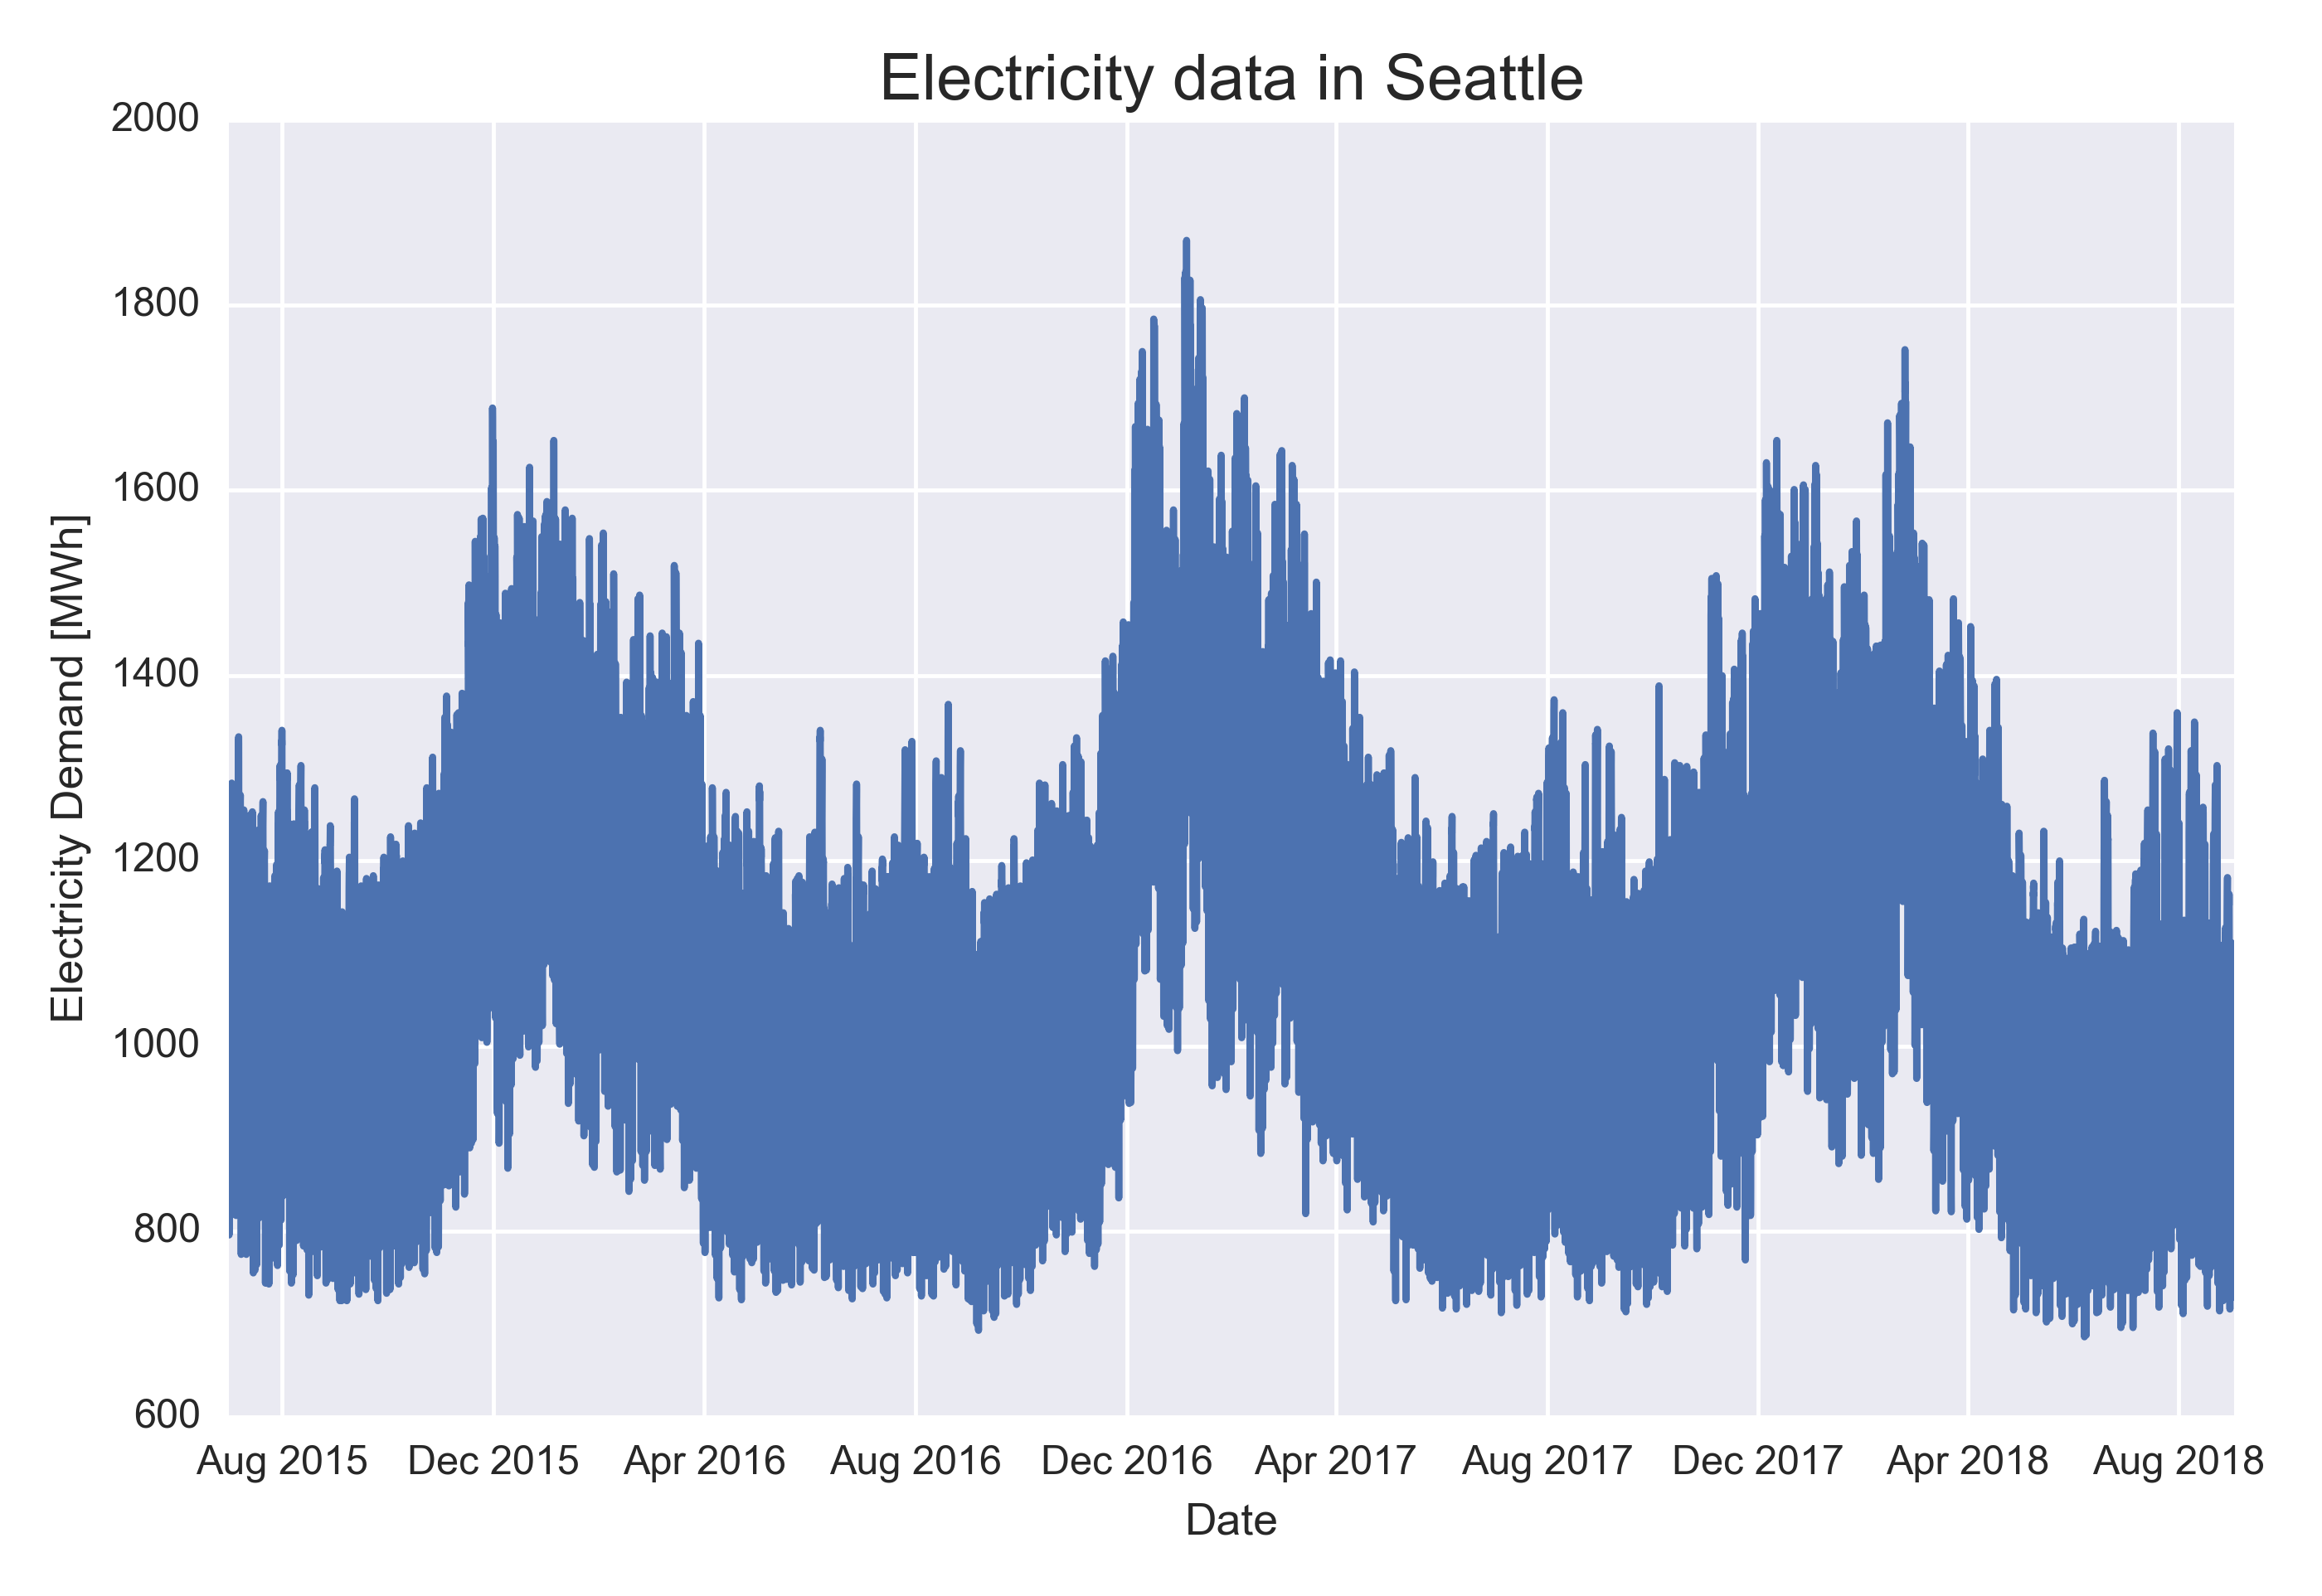 Electricity data in Seattle
2000
1800
1600
1400
1200
1000
800
600
Electricity Demand [MWh]
Aug 2015 Dec 2015 Apr 2016 Aug 2016 Dec 2016 Apr 2017 Aug 2017 Dec 2017 Apr 2018 Aug 2018
Date